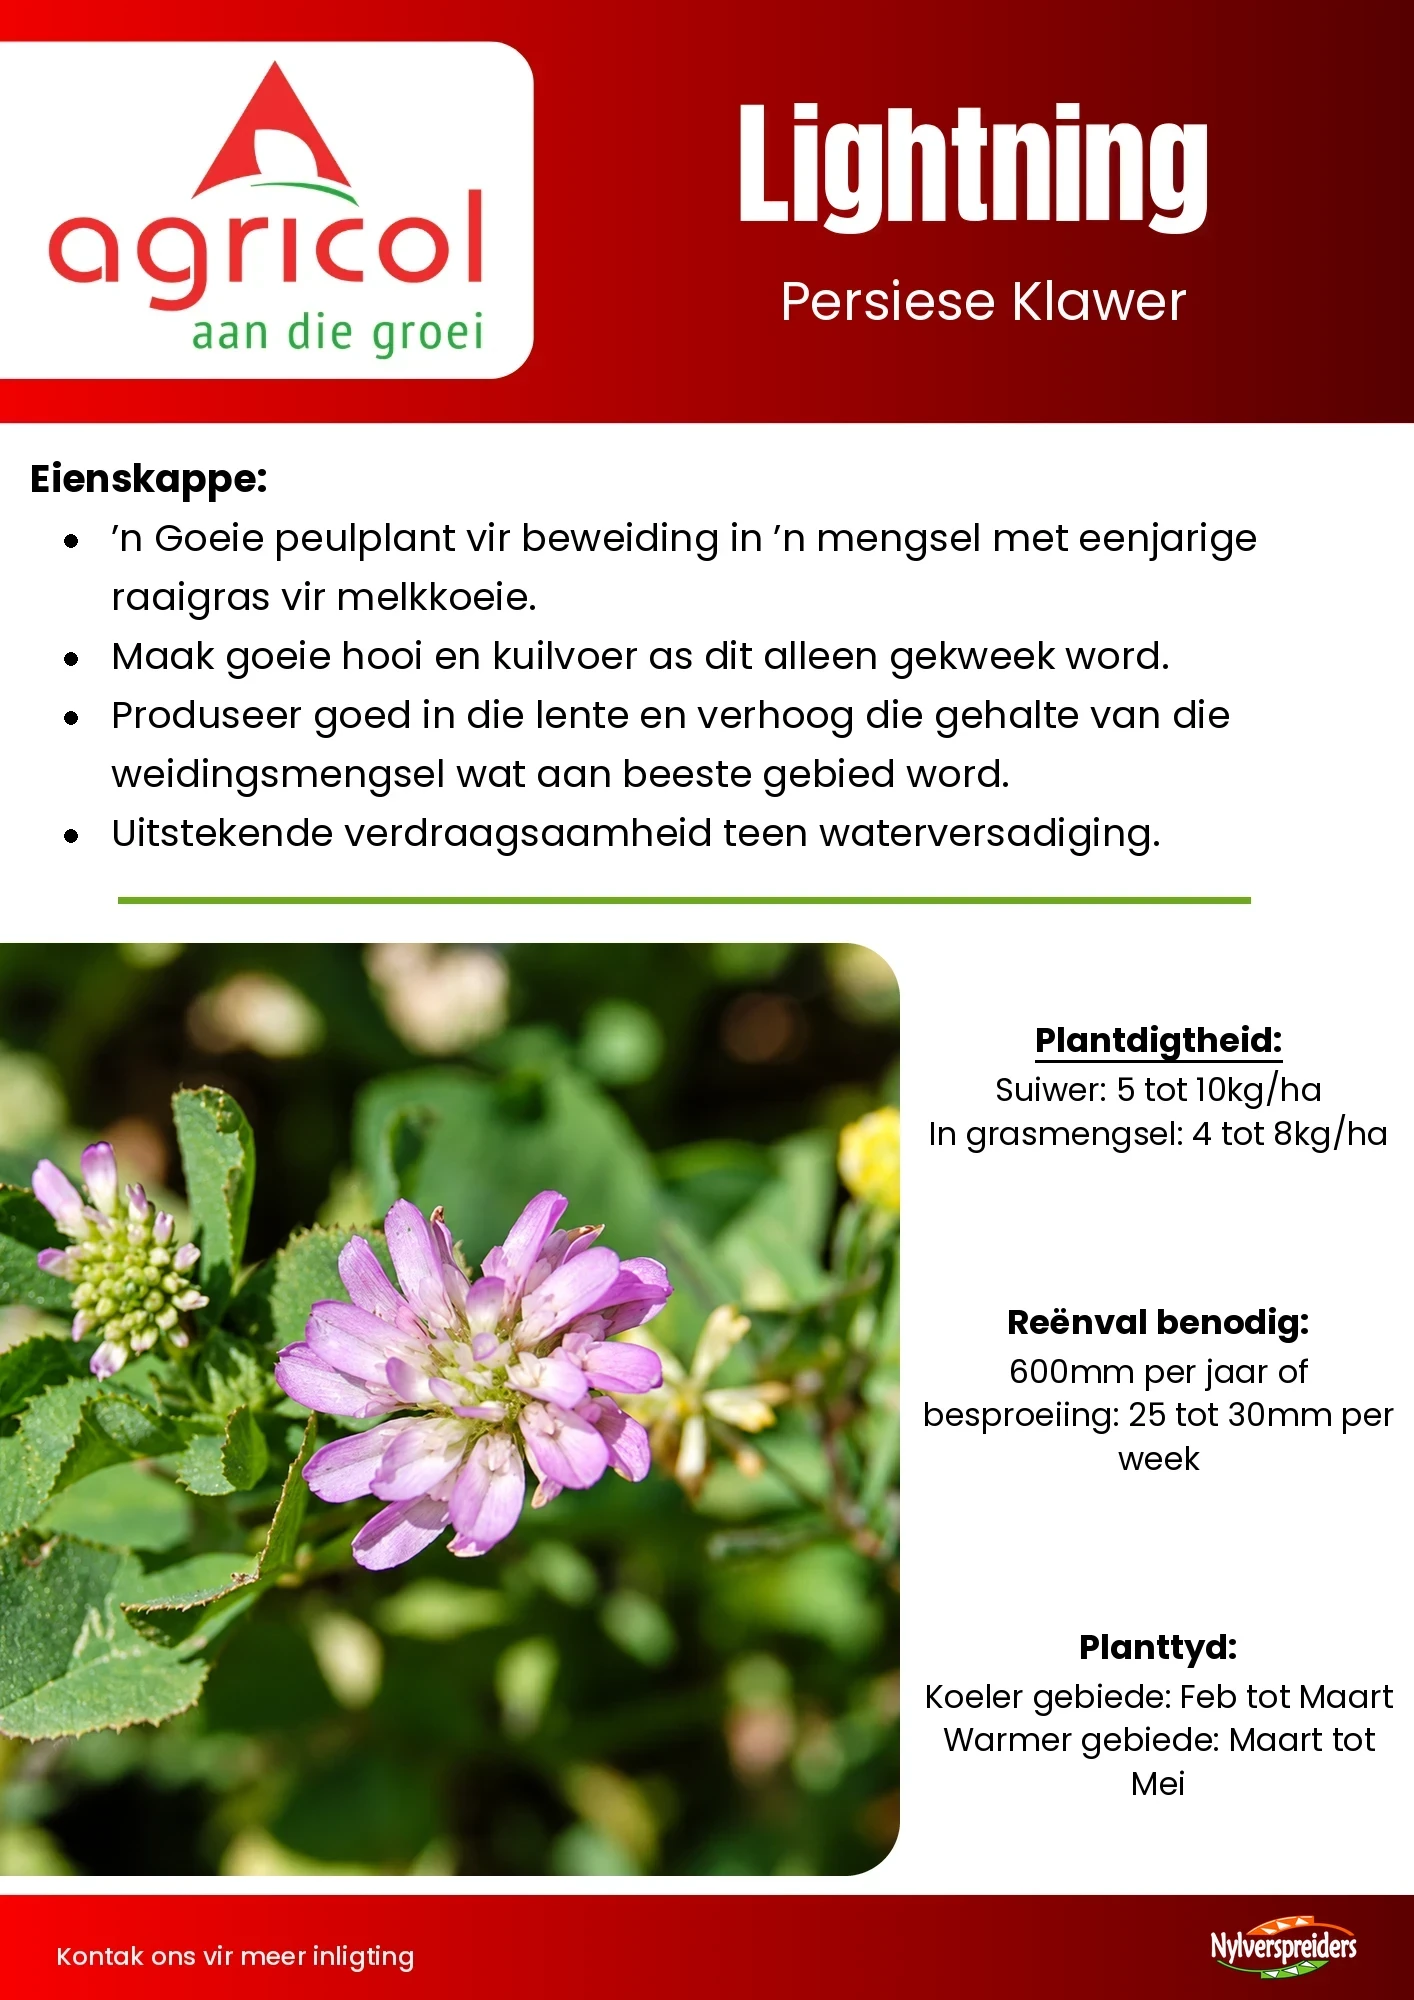 agricol
aan die groei
Lightning
Persiese Klawer
Eienskappe:
• ’n Goeie peulplant vir beweiding in ’n mengsel met eenjarige
raaigras vir melkkoeie.
• Maak goeie hooi en kuilvoer as dit alleen gekweek word.
• Produseer goed in die lente en verhoog die gehalte van die
weidingsmengsel wat aan beeste gebied word.
• Uitstekende verdraagsaamheid teen waterversadiging.
Plantdigtheid:
Suiwer: 5 tot 10kg/ha
In grasmengsel: 4 tot 8kg/ha
Reënval benodig:
600mm per jaar of
besproeiing: 25 tot 30mm per
week
Planttyd:
Koeler gebiede: Feb tot Maart
Warmer gebiede: Maart tot
Mei
Kontak ons vir meer inligting
Nylverspreiders